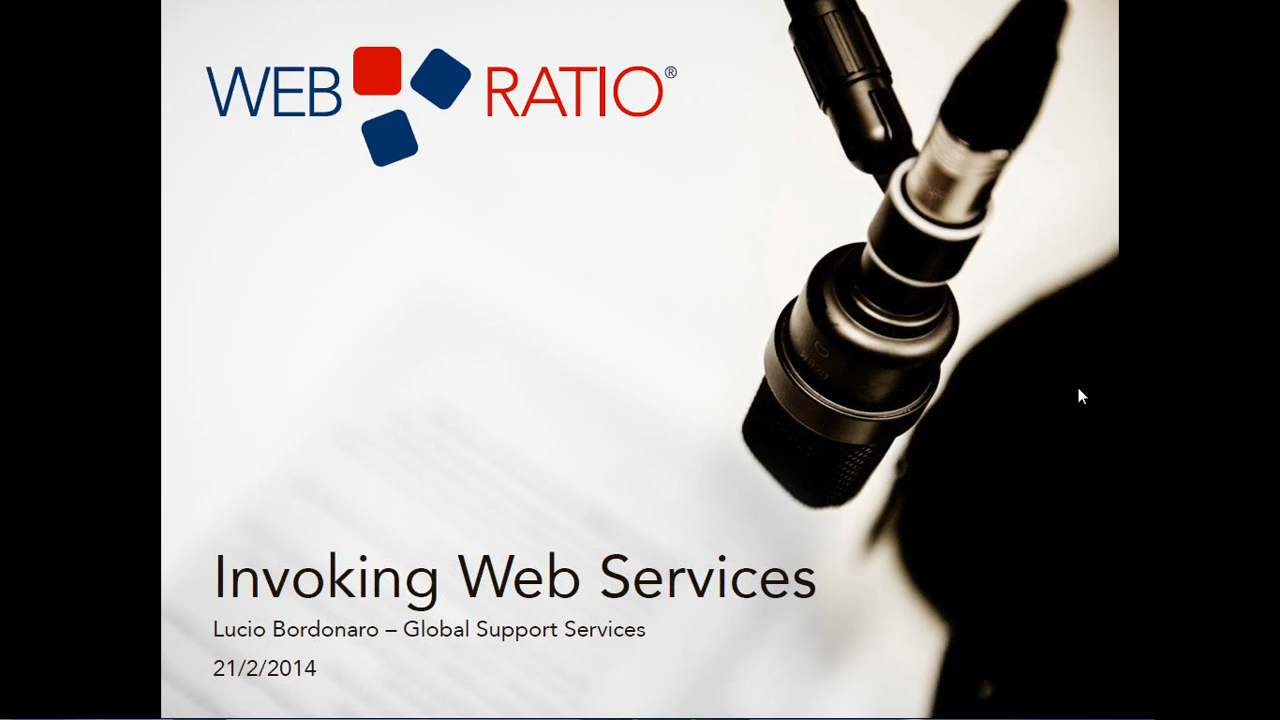 WEB RATIO®
Invoking Web Services
Lucio Bordonaro – Global Support Services
21/2/2014